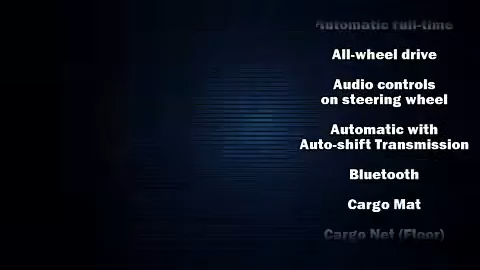 Automatic full-time
All-wheel drive
Audio controls
on steering wheel
Automatic with
Auto-shift Transmission
Bluetooth
Cargo Mat
Cargo Net (Floor)